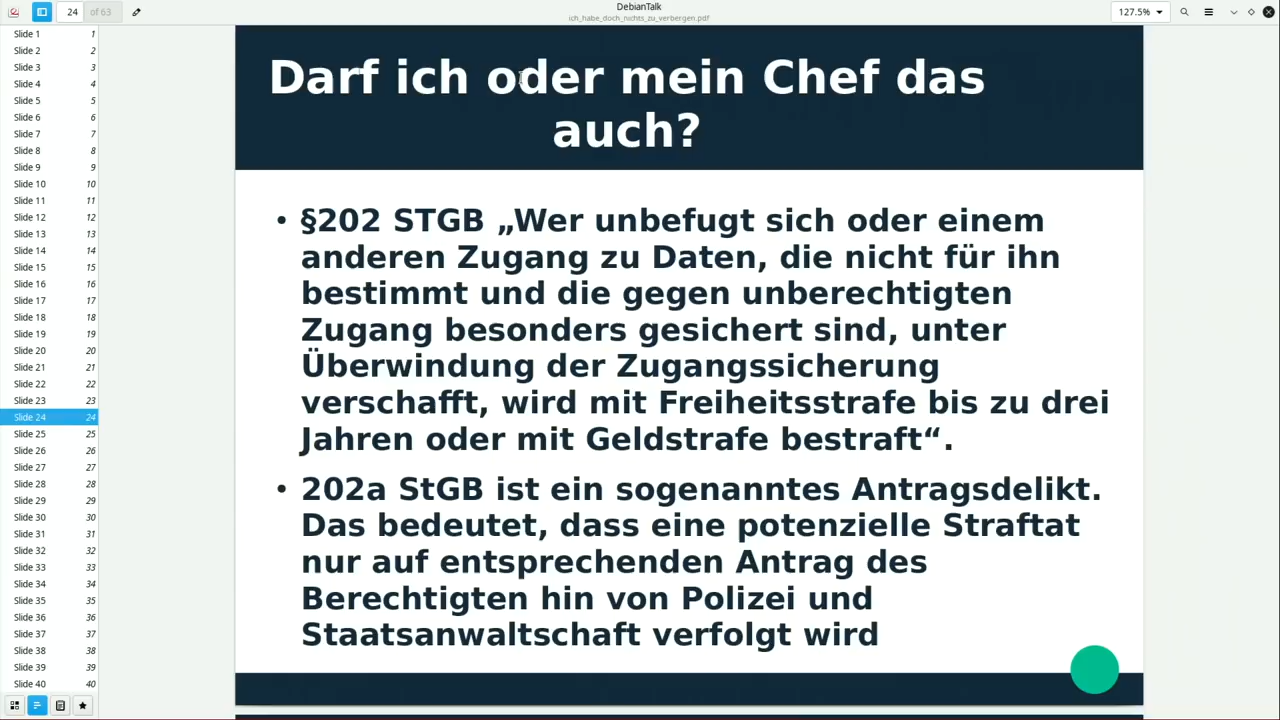 DebianTalk
ich_habe_doch_nichts_zu_verbergen.pdf
24 of 63
127.5%
Slide 1 1
Slide 2 2
Slide 3 3
Slide 4 4
Slide 5 5
Slide 6 6
Slide 7 7
Slide 8 8
Slide 9 9
Slide 10 10
Slide 11 11
Slide 12 12
Slide 13 13
Slide 14 14
Slide 15 15
Slide 16 16
Slide 17 17
Slide 18 18
Slide 19 19
Slide 20 20
Slide 21 21
Slide 22 22
Slide 23 23
Slide 24 24
Slide 25 25
Slide 26 26
Slide 27 27
Slide 28 28
Slide 29 29
Slide 30 30
Slide 31 31
Slide 32 32
Slide 33 33
Slide 34 34
Slide 35 35
Slide 36 36
Slide 37 37
Slide 38 38
Slide 39 39
Slide 40 40
Darf ich oder mein Chef das
auch?
• §202 STGB „Wer unbefugt sich oder einem
anderen Zugang zu Daten, die nicht für ihn
bestimmt und die gegen unberechtigten
Zugang besonders gesichert sind, unter
Überwindung der Zugangssicherung
verschafft, wird mit Freiheitsstrafe bis zu drei
Jahren oder mit Geldstrafe bestraft“.
• 202a StGB ist ein sogenanntes Antragsdelikt.
Das bedeutet, dass eine potenzielle Straftat
nur auf entsprechenden Antrag des
Berechtigten hin von Polizei und
Staatsanwaltschaft verfolgt wird